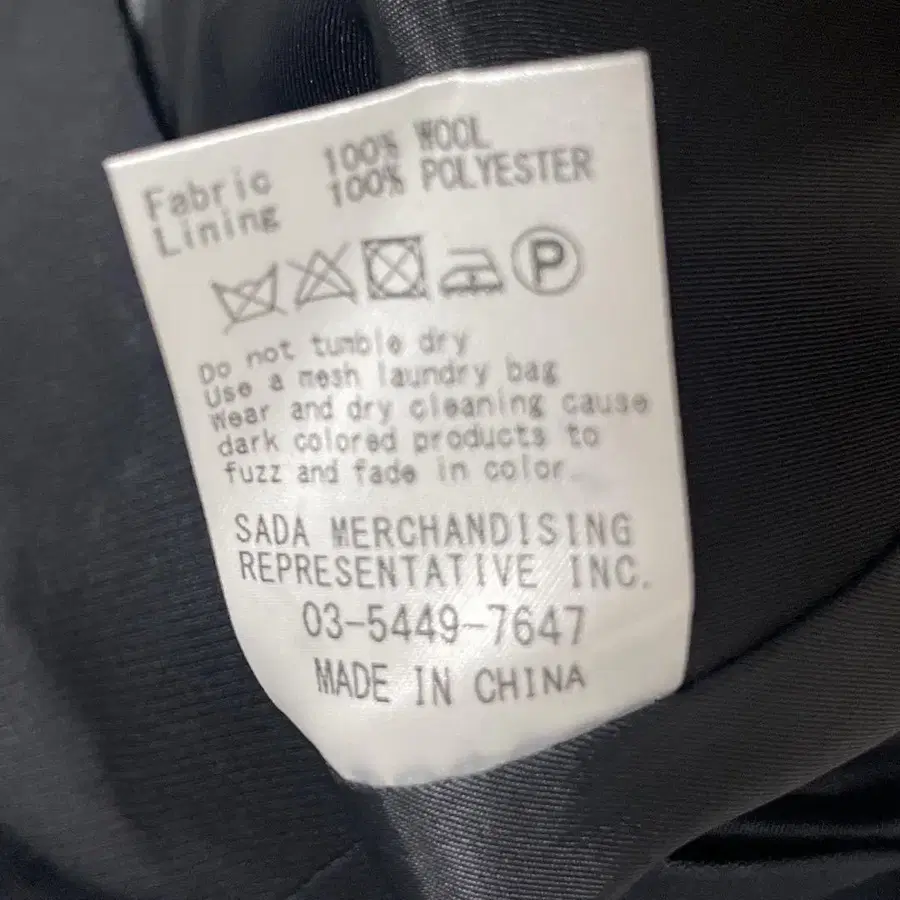 Fabric 100% WOOL
Lining 100% POLYESTER
P
Do not tumble dry
Use a mesh laundry bag
Wear and dry cleaning cause
dark colored products to
fuzz and fade in color.
SADA MERCHANDISING
REPRESENTATIVE INC.
03-5449-7647
MADE IN CHINA